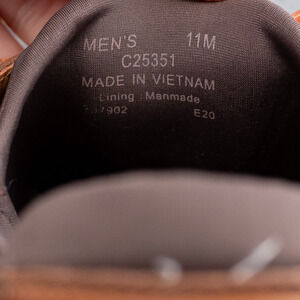 MEN'S 11M
C25351
MADE IN VIETNAM
Lining: Manmade
E20